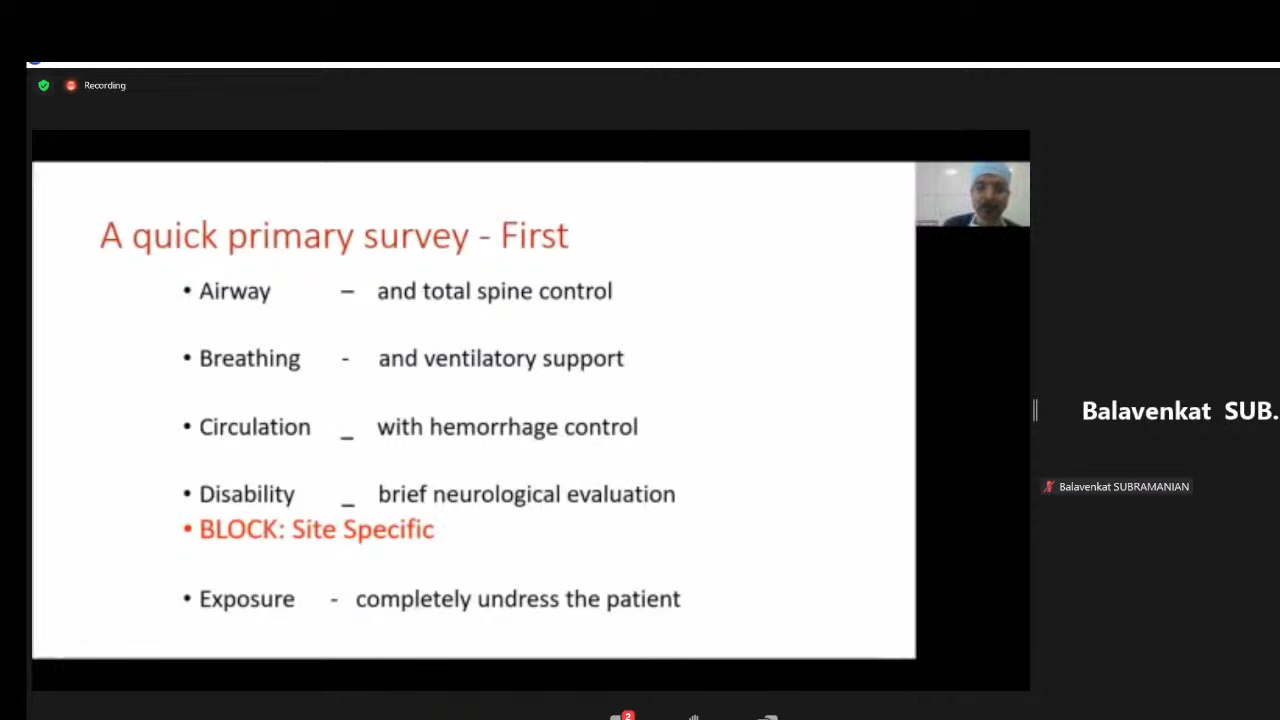 Recording
A quick primary survey - First
• Airway – and total spine control
• Breathing - and ventilatory support
• Circulation _ with hemorrhage control
• Disability _ brief neurological evaluation
• BLOCK: Site Specific
• Exposure - completely undress the patient
Balavenkat SUB.
Balavenkat SUBRAMANIAN
2